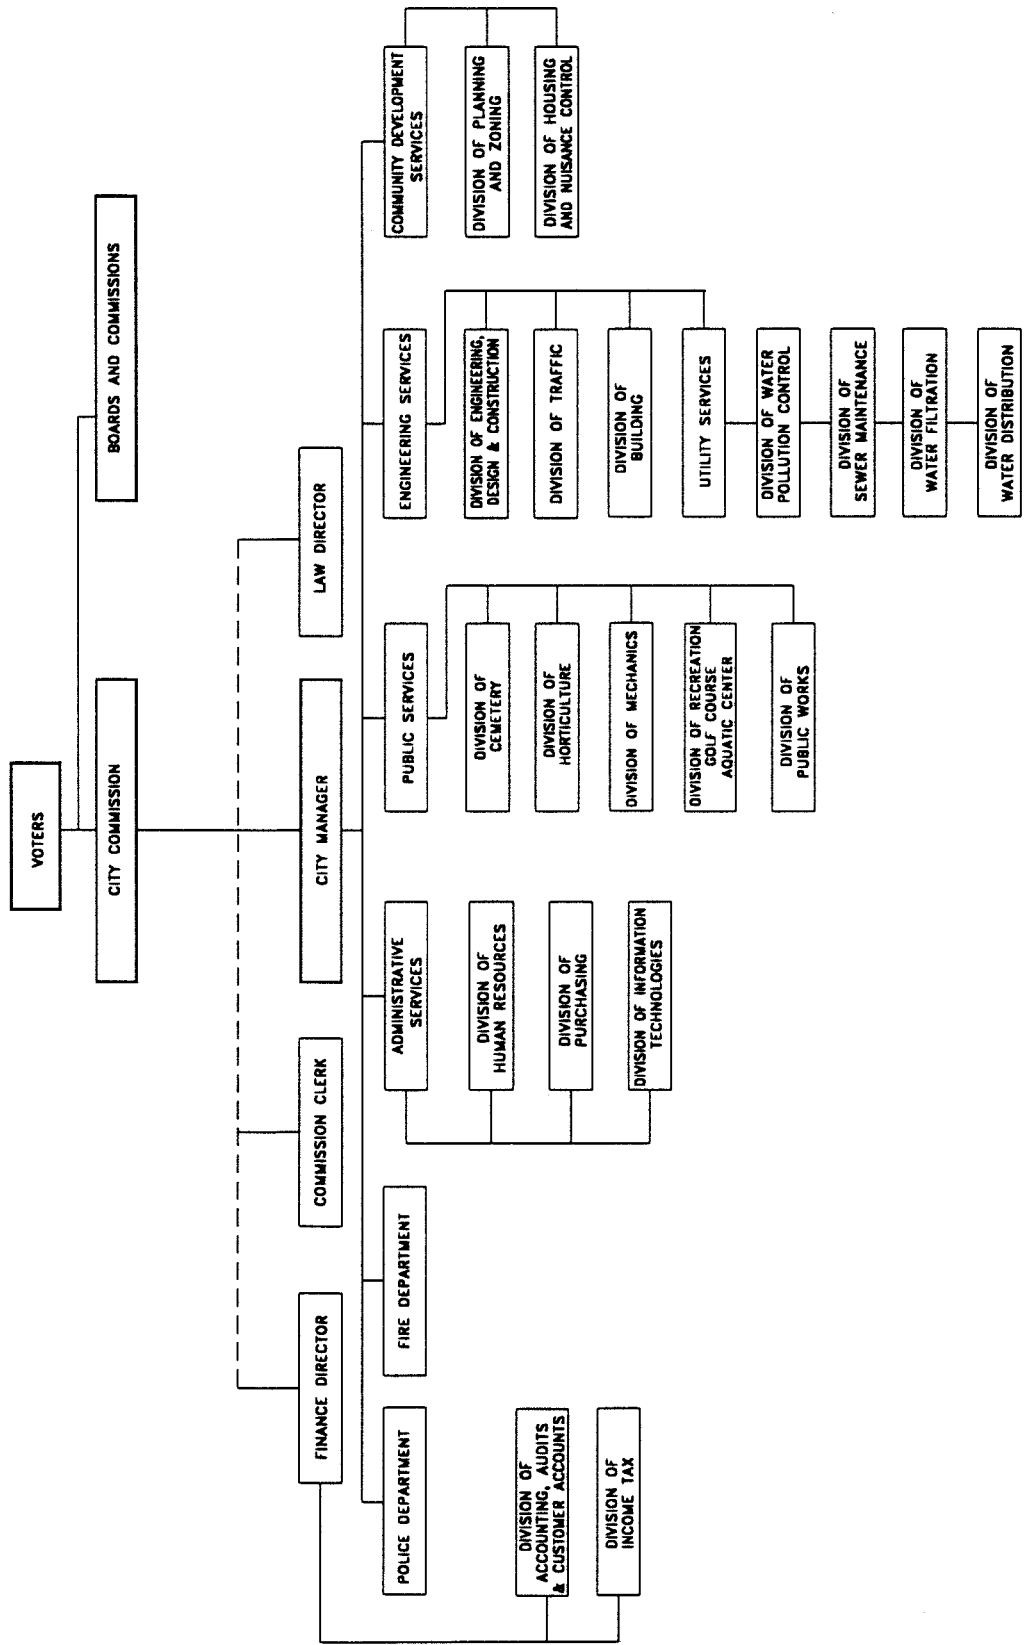 VOTERS
CITY COMMISSION
BOARDS AND COMMISSIONS
FINANCE DIRECTOR
COMMISSION CLERK
CITY MANAGER
LAW DIRECTOR
POLICE DEPARTMENT
FIRE DEPARTMENT
ADMINISTRATIVE
SERVICES
PUBLIC SERVICES
ENGINEERING SERVICES
COMMUNITY DEVELOPMENT
SERVICES
DIVISION OF
ACCOUNTING, AUDITS
& CUSTOMER ACCOUNTS
DIVISION OF
INCOME TAX
DIVISION OF
HUMAN RESOURCES
DIVISION OF
PURCHASING
DIVISION OF INFORMATION
TECHNOLOGIES
DIVISION OF
CEMETERY
DIVISION OF
HORTICULTURE
DIVISION OF MECHANICS
DIVISION OF RECREATION
GOLF COURSE
AQUATIC CENTER
DIVISION OF
PUBLIC WORKS
DIVISION OF ENGINEERING,
DESIGN & CONSTRUCTION
DIVISION OF TRAFFIC
DIVISION OF
BUILDING
UTILITY SERVICES
DIVISION OF WATER
POLLUTION CONTROL
DIVISION OF
SEWER MAINTENANCE
DIVISION OF
WATER FILTRATION
DIVISION OF
WATER DISTRIBUTION
DIVISION OF PLANNING
AND ZONING
DIVISION OF HOUSING
AND NUISANCE CONTROL